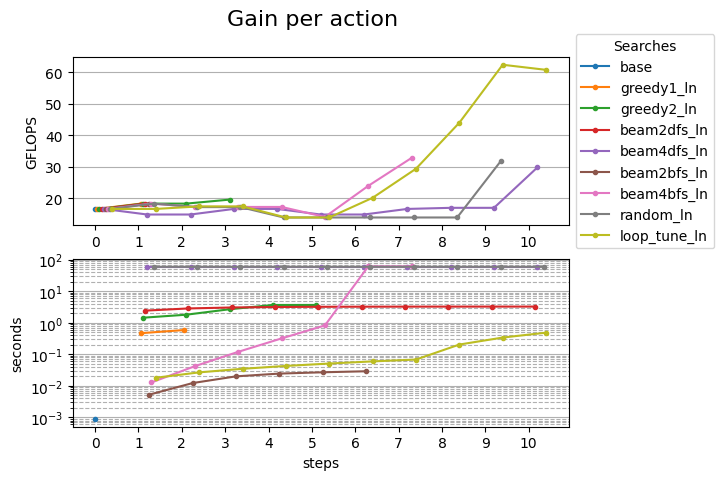 Gain per action
GFLOPS
60
50
40
30
20
0 1 2 3 4 5 6 7 8 9 10
Searches
base
greedy1_ln
greedy2_ln
beam2dfs_ln
beam4dfs_ln
beam2bfs_ln
beam4bfs_ln
random_ln
loop_tune_ln
seconds
10²
10¹
10⁰
10⁻¹
10⁻²
10⁻³
0 1 2 3 4 5 6 7 8 9 10
steps